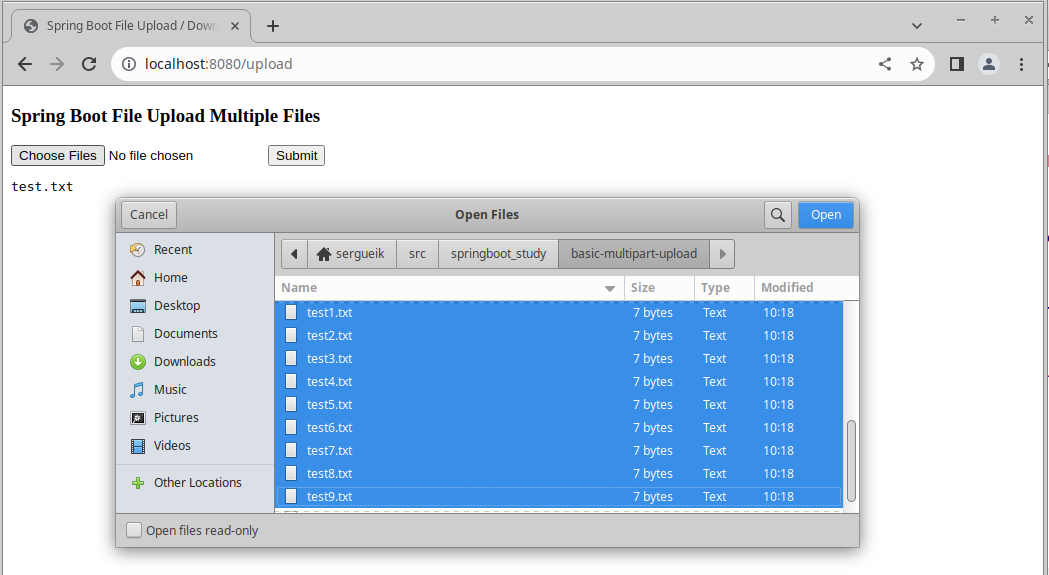 Spring Boot File Upload / Down
localhost:8080/upload
Spring Boot File Upload Multiple Files
Choose Files No file chosen Submit
test.txt
Cancel Open Files Open
Recent
Home
Desktop
Documents
Downloads
Music
Pictures
Videos
Other Locations
sergueik src springboot_study basic-multipart-upload
Name Size Type Modified
test1.txt 7 bytes Text 10:18
test2.txt 7 bytes Text 10:18
test3.txt 7 bytes Text 10:18
test4.txt 7 bytes Text 10:18
test5.txt 7 bytes Text 10:18
test6.txt 7 bytes Text 10:18
test7.txt 7 bytes Text 10:18
test8.txt 7 bytes Text 10:18
test9.txt 7 bytes Text 10:18
Open files read-only